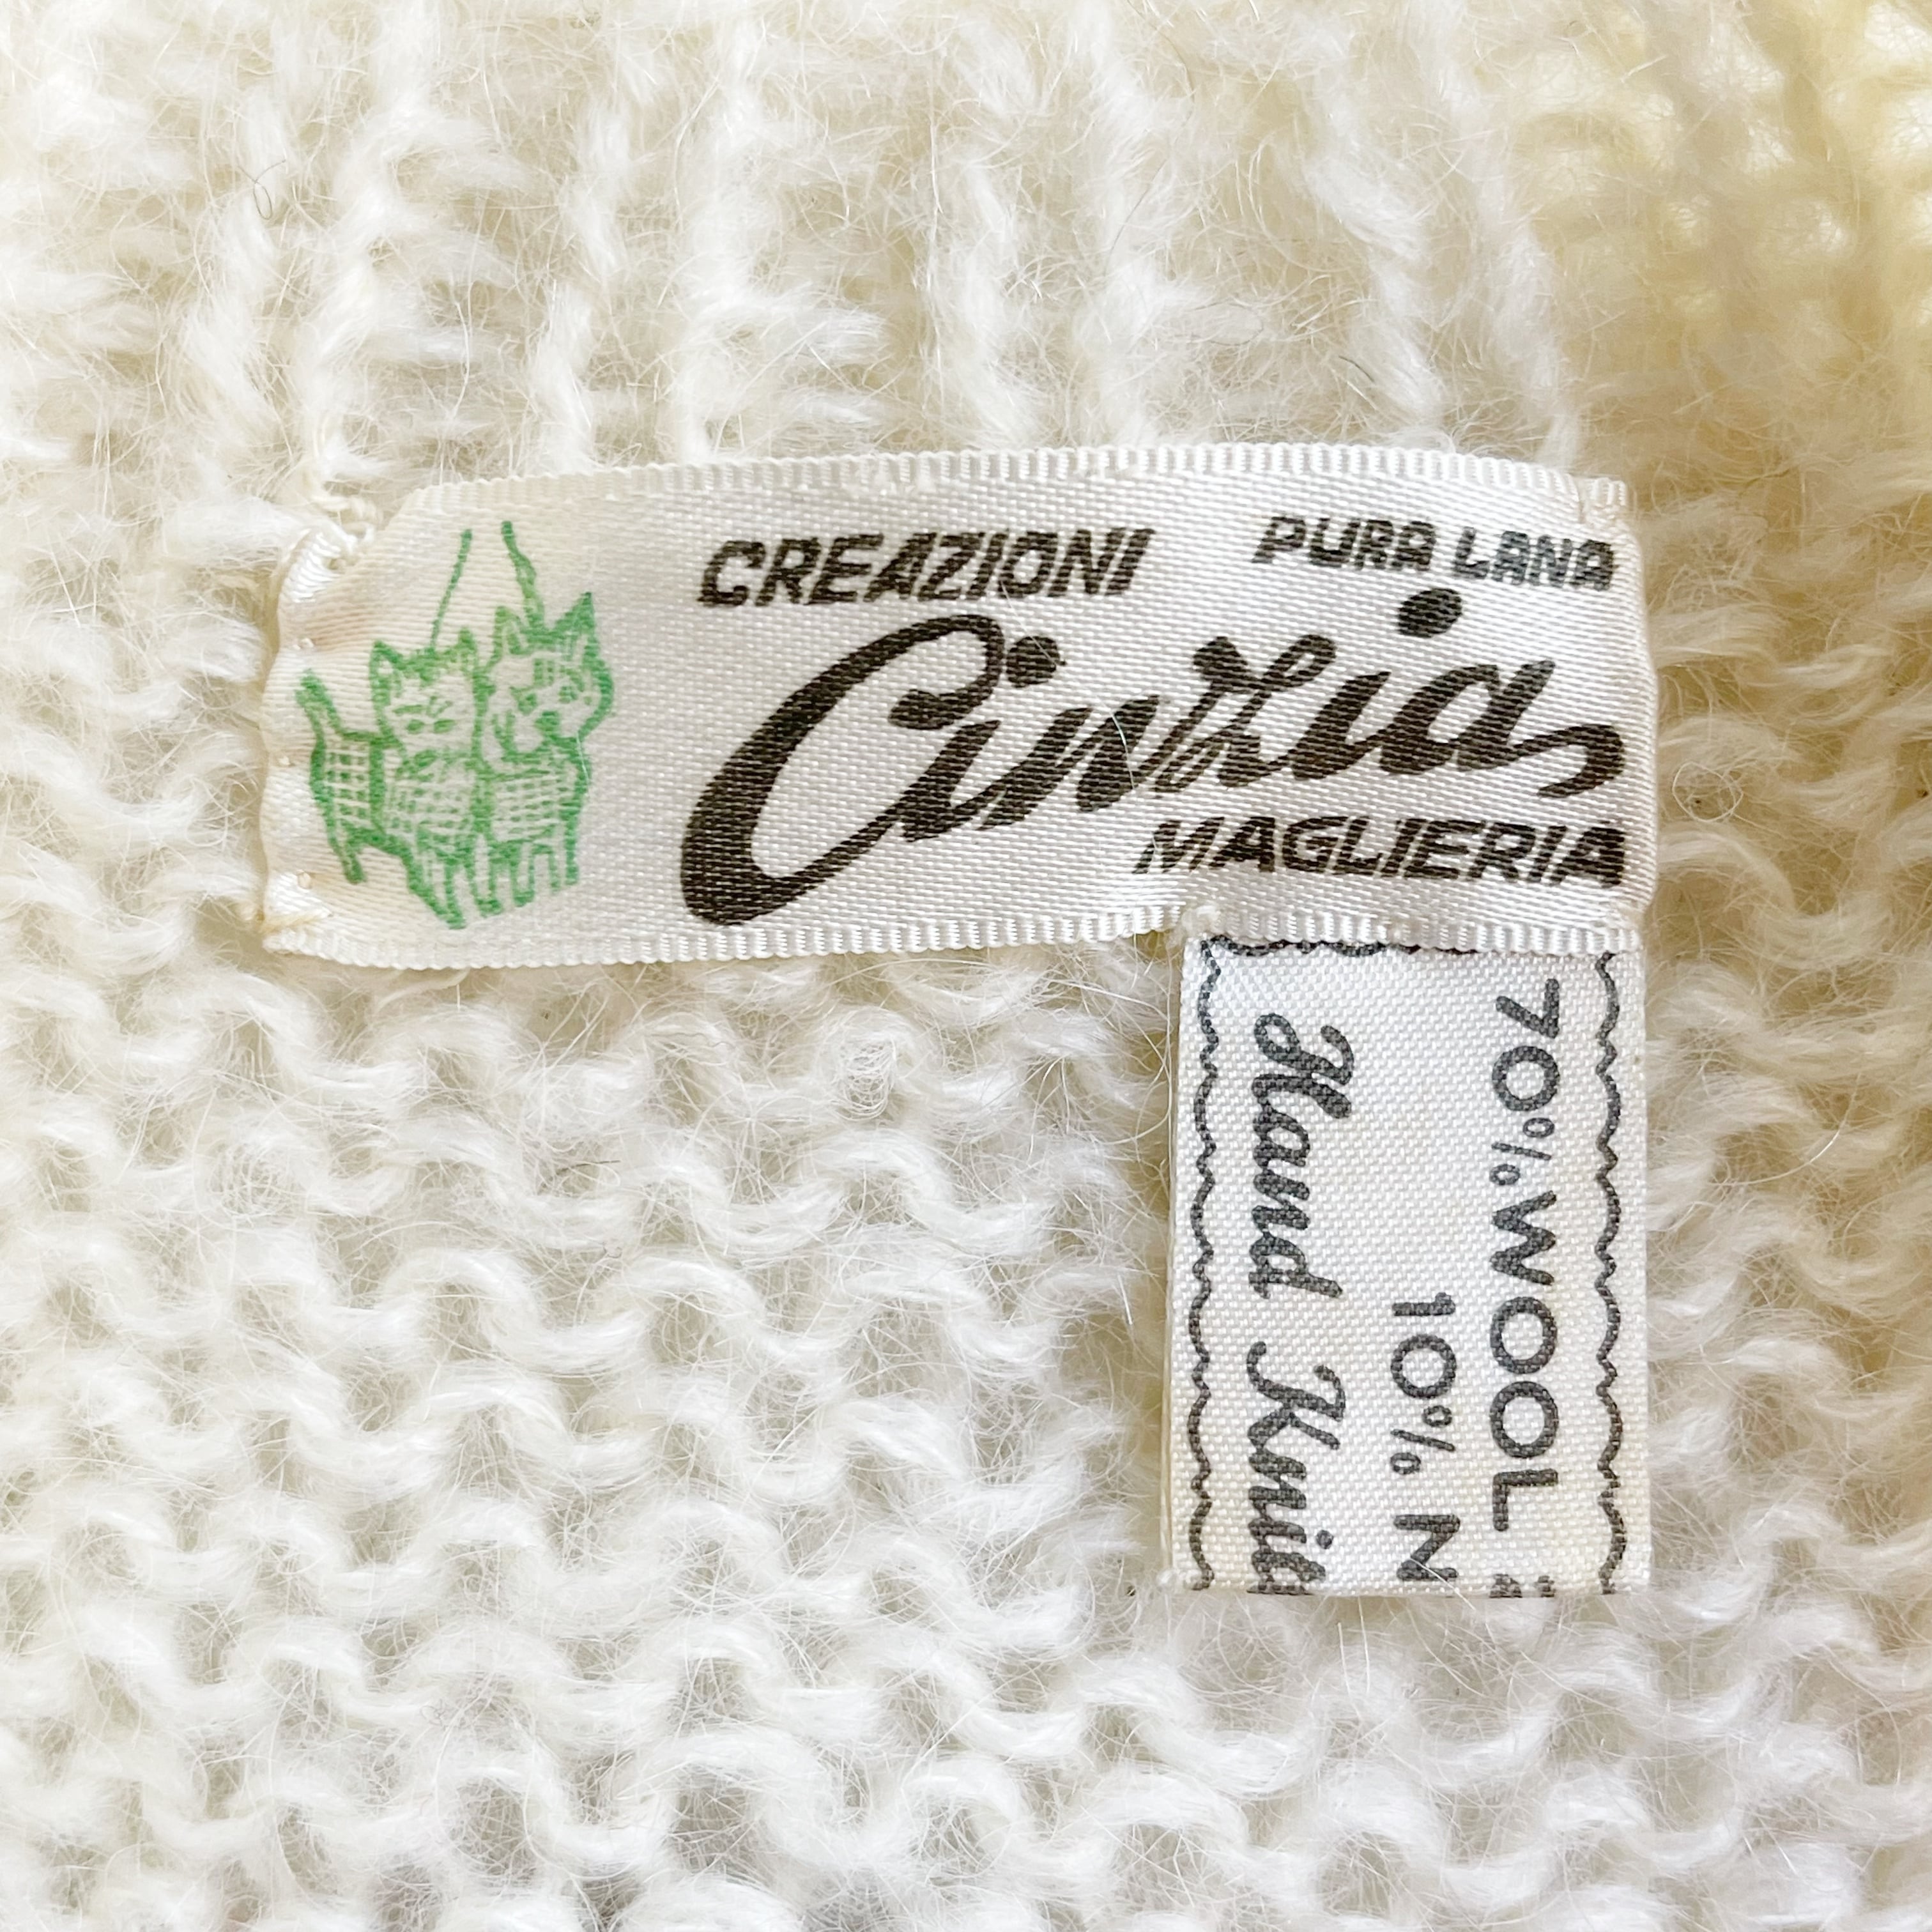 CREAZIONI
PURA LANA
Cinzia
MAGLIERIA
70% WOOL
10% N
Hand Knit